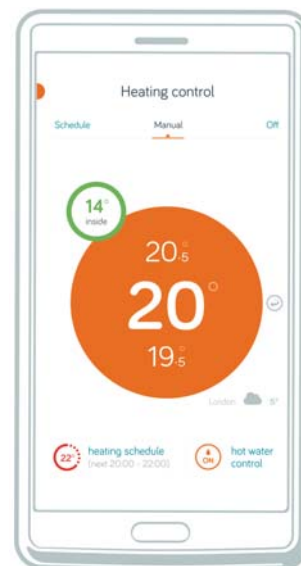 Heating control
Schedule Manual Off
14°
inside
20.5°
20°
19.5°
London 5°
22° heating schedule
(next 20:00 - 22:00)
ON hot water
control